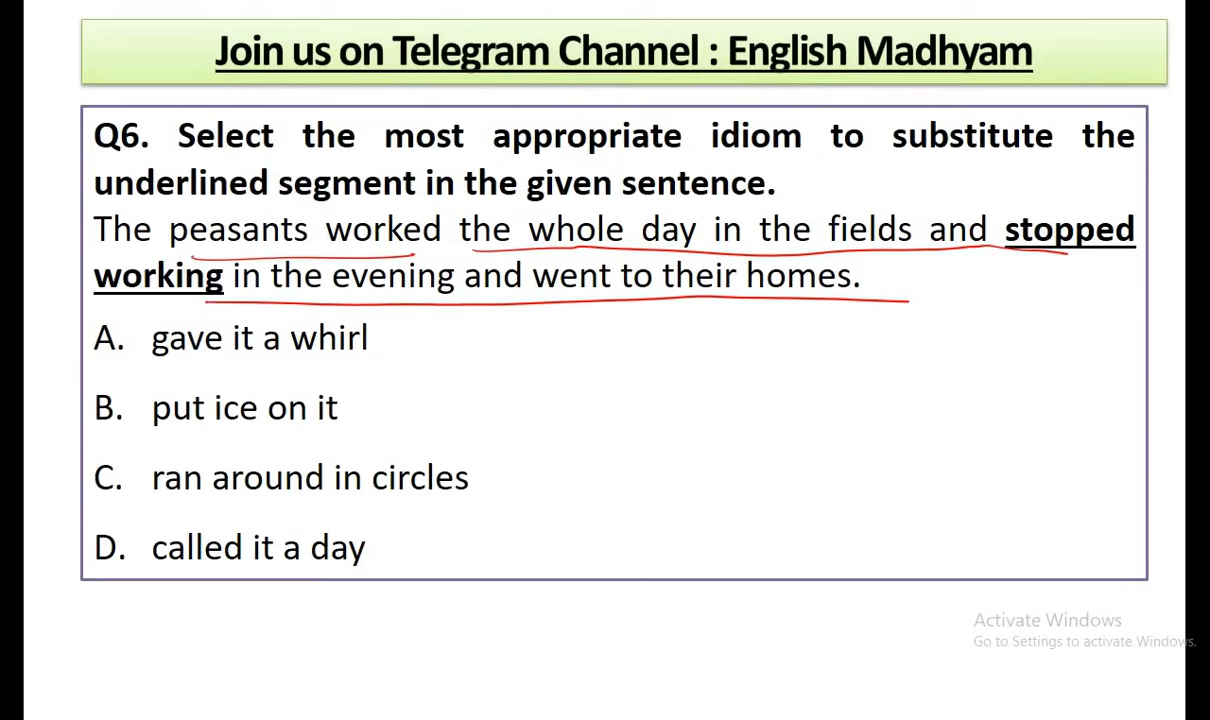 Join us on Telegram Channel : English Madhyam
Q6. Select the most appropriate idiom to substitute the
underlined segment in the given sentence.
The peasants worked the whole day in the fields and stopped
working in the evening and went to their homes.
A. gave it a whirl
B. put ice on it
C. ran around in circles
D. called it a day
Activate Windows
Go to Settings to activate Windows.